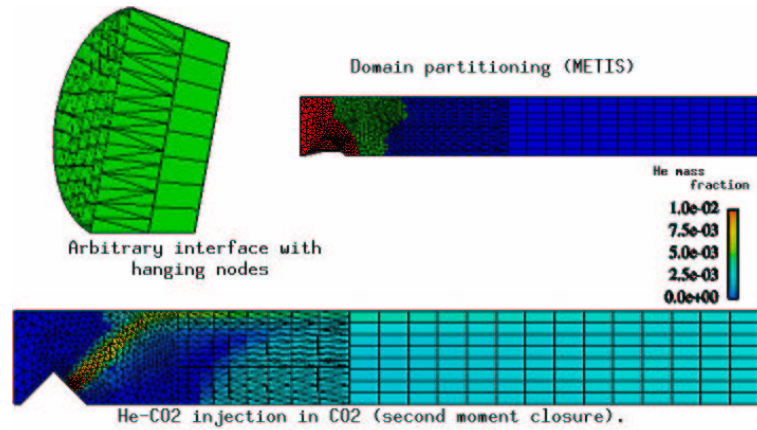 Domain partitioning (METIS)
He mass
fraction
1.0e-02
7.5e-03
5.0e-03
2.5e-03
0.0e+00
Arbitrary interface with
hanging nodes
He-CO2 injection in CO2 (second moment closure).